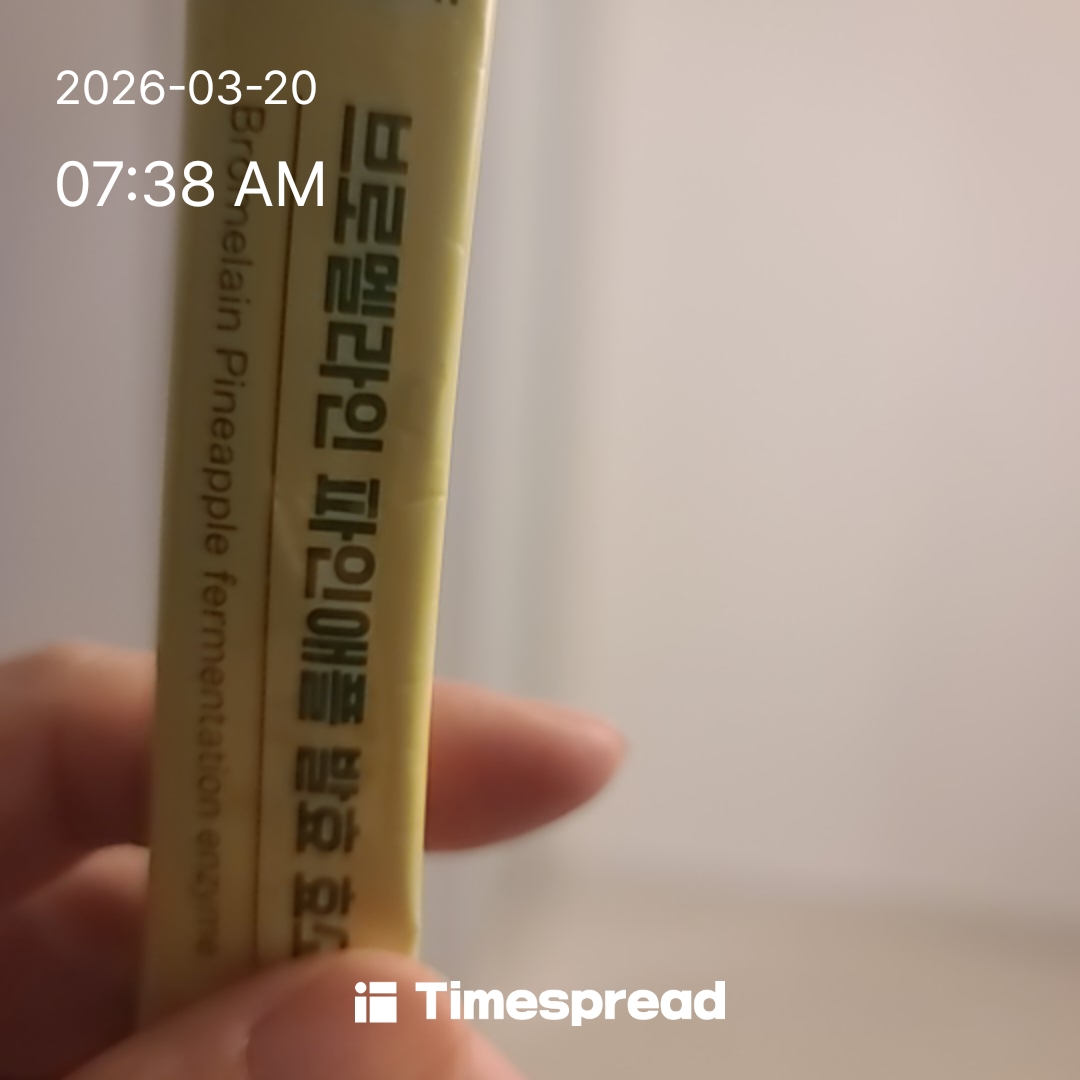 2026-03-20
07:38 AM
브로멜라인 파인애플 발효효
Bromelain Pineapple fermentation enzyme
Timespread